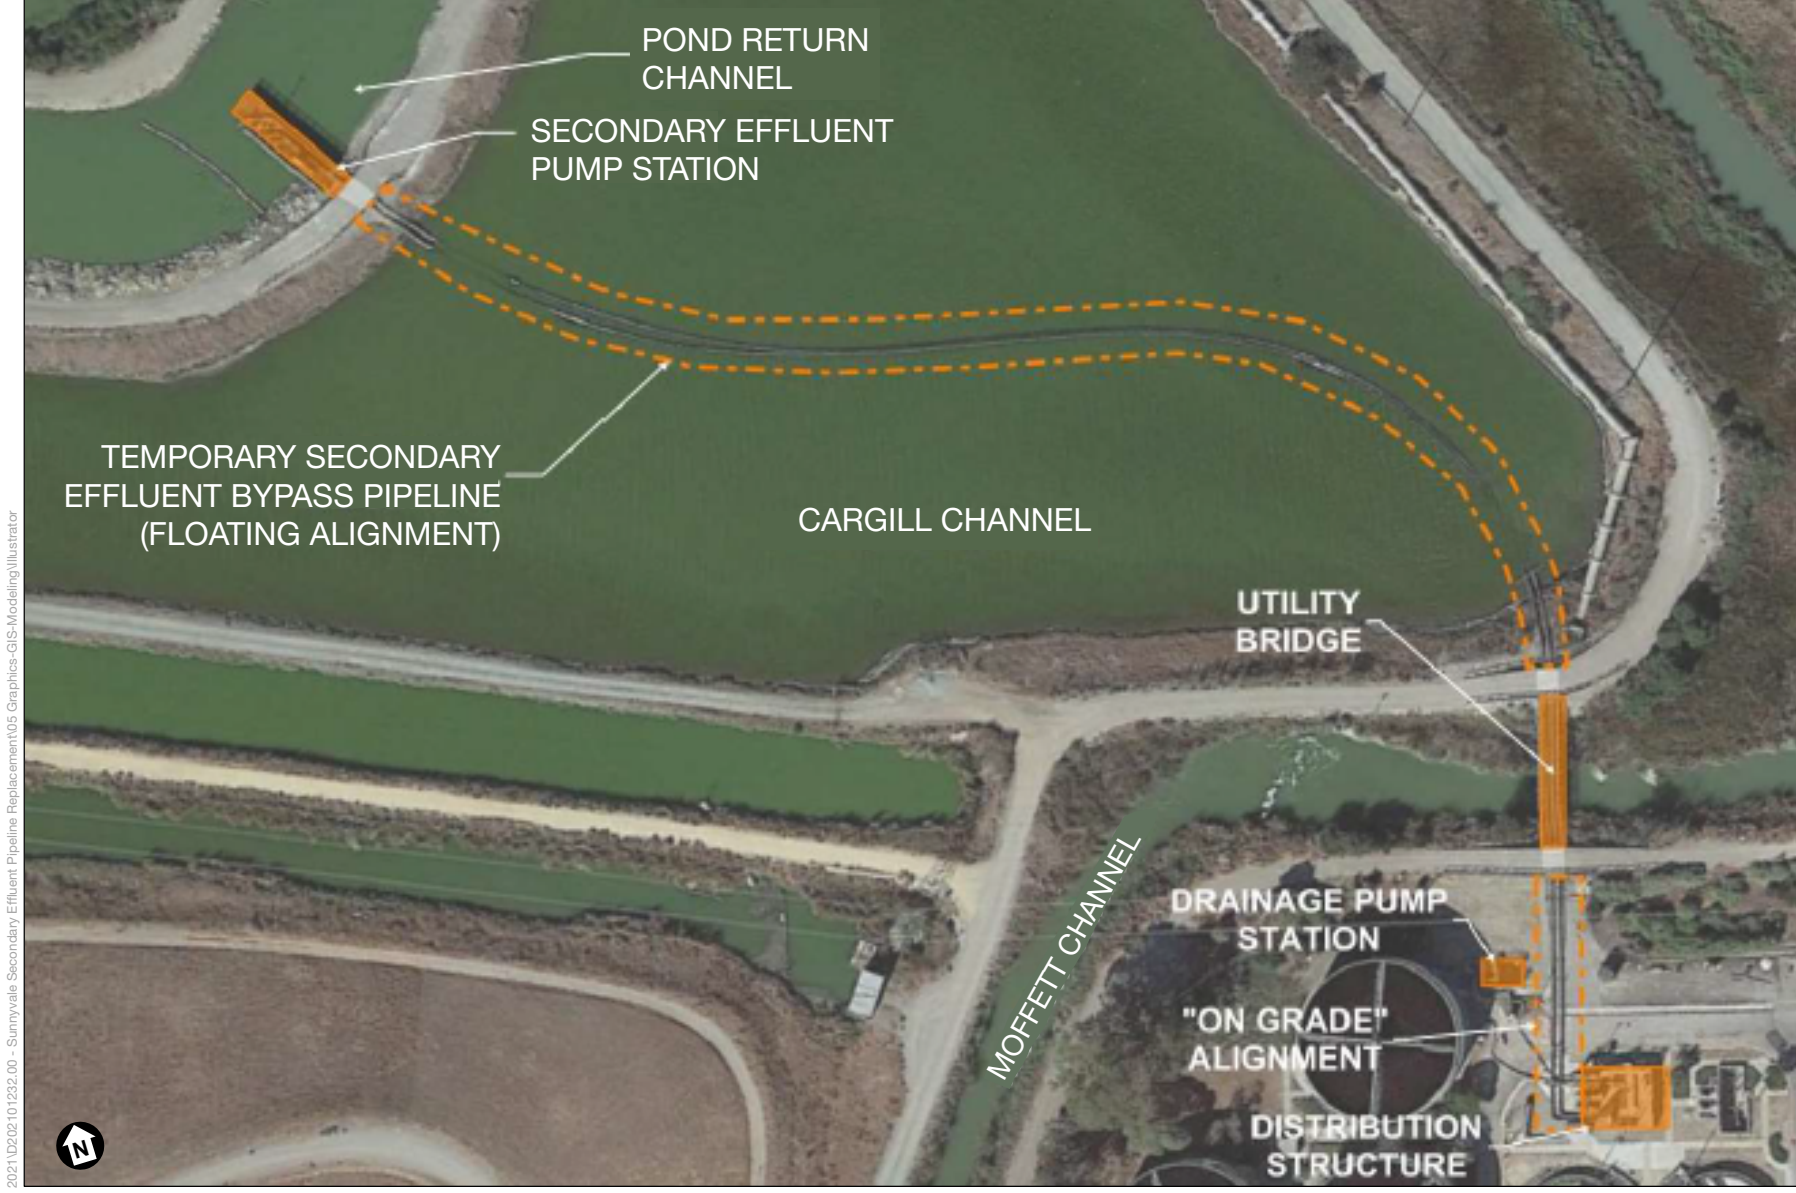 POND RETURN
CHANNEL
SECONDARY EFFLUENT
PUMP STATION
TEMPORARY SECONDARY
EFFLUENT BYPASS PIPELINE
(FLOATING ALIGNMENT)
CARGILL CHANNEL
UTILITY
BRIDGE
MOFFETT CHANNEL
DRAINAGE PUMP
STATION
"ON GRADE"
ALIGNMENT
DISTRIBUTION
STRUCTURE
N
2021\D202101232.00 - Sunnyvale Secondary Effluent Pipeline Replacement\05 Graphics-GIS-Modeling\Illustrator